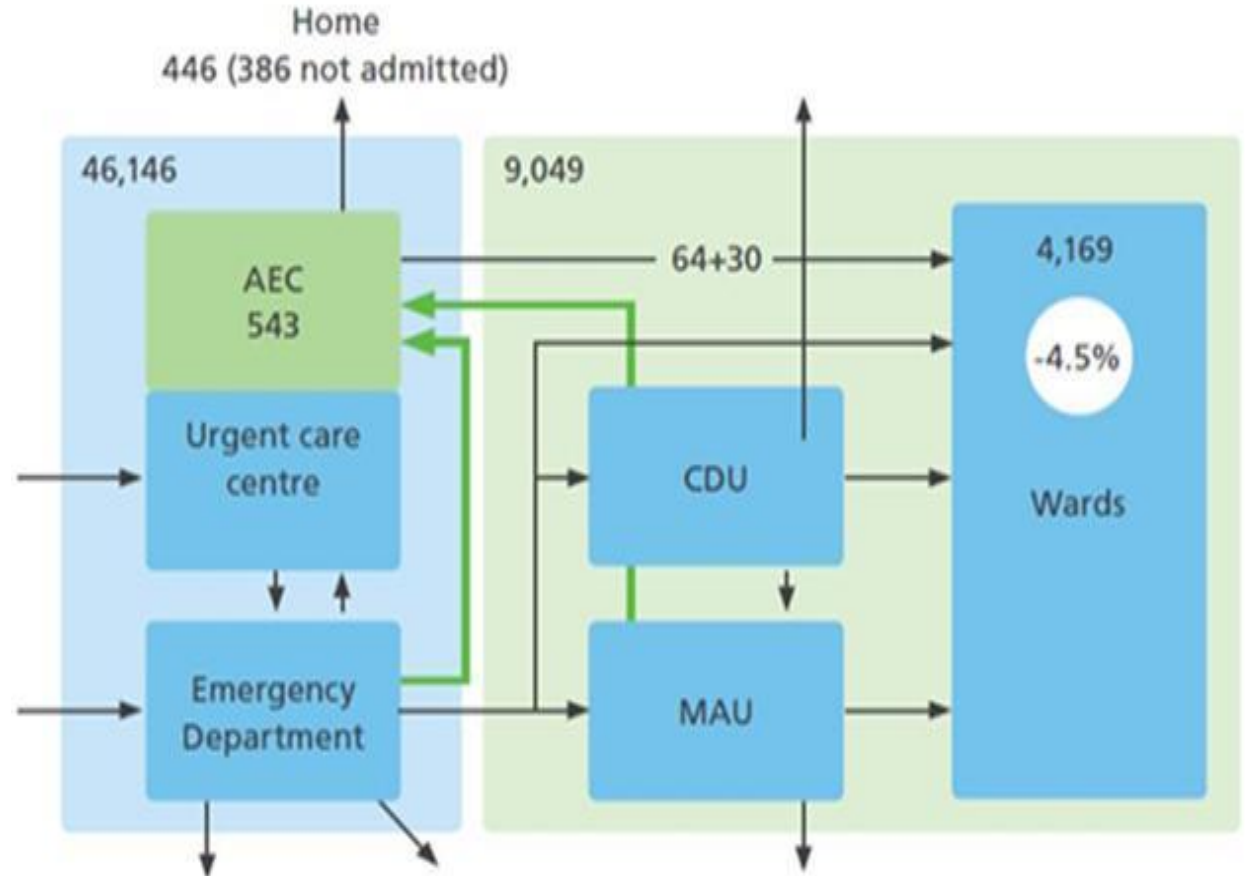 Home
446 (386 not admitted)
46,146
9,049
AEC
543
64+30
4,169
-4.5%
Urgent care
centre
CDU
Wards
Emergency
Department
MAU